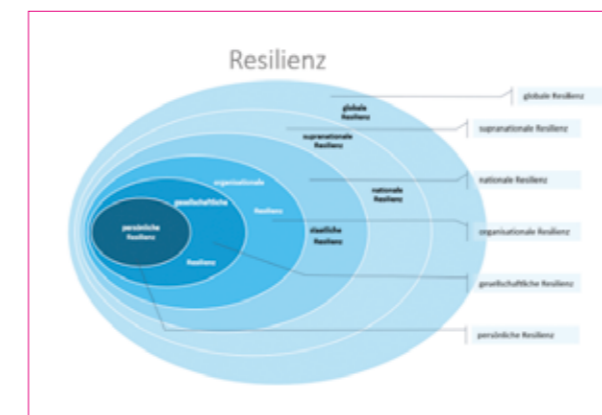 Resilienz
globale
Resilienz
supranationale
Resilienz
organisationale
nationale
Resilienz
gesellschaftliche
Resilienz
staatliche
Resilienz
persönliche
Resilienz
Resilienz
globale Resilienz
supranationale Resilienz
nationale Resilienz
organisationale Resilienz
gesellschaftliche Resilienz
persönliche Resilienz